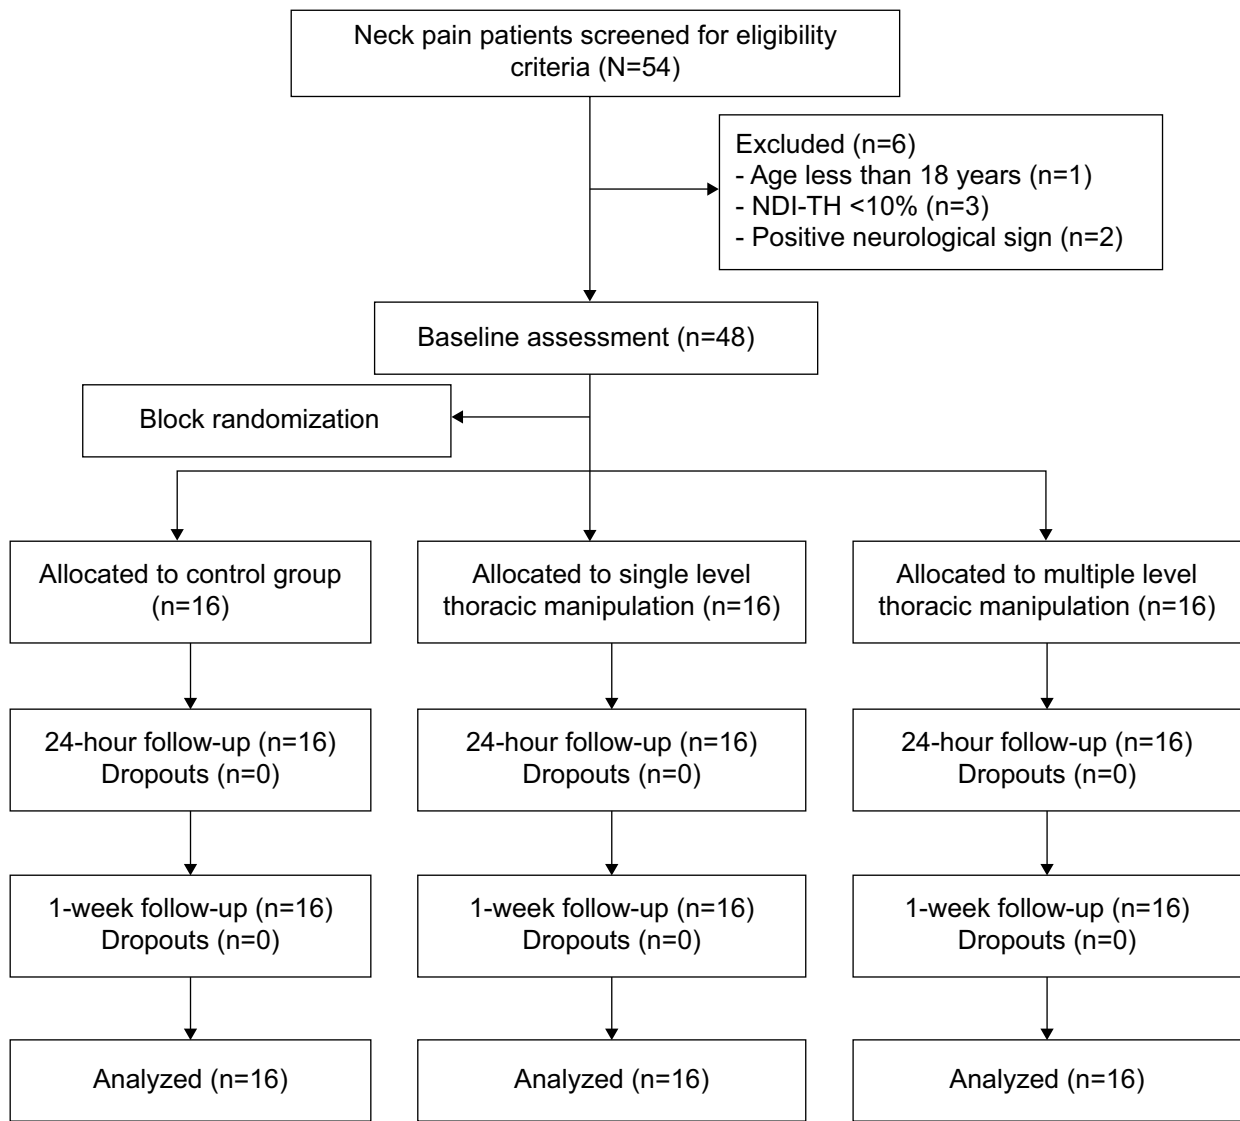 Neck pain patients screened for eligibility
criteria (N=54)
Excluded (n=6)
- Age less than 18 years (n=1)
- NDI-TH <10% (n=3)
- Positive neurological sign (n=2)
Baseline assessment (n=48)
Block randomization
Allocated to control group
(n=16)
Allocated to single level
thoracic manipulation (n=16)
Allocated to multiple level
thoracic manipulation (n=16)
24-hour follow-up (n=16)
Dropouts (n=0)
24-hour follow-up (n=16)
Dropouts (n=0)
24-hour follow-up (n=16)
Dropouts (n=0)
1-week follow-up (n=16)
Dropouts (n=0)
1-week follow-up (n=16)
Dropouts (n=0)
1-week follow-up (n=16)
Dropouts (n=0)
Analyzed (n=16)
Analyzed (n=16)
Analyzed (n=16)